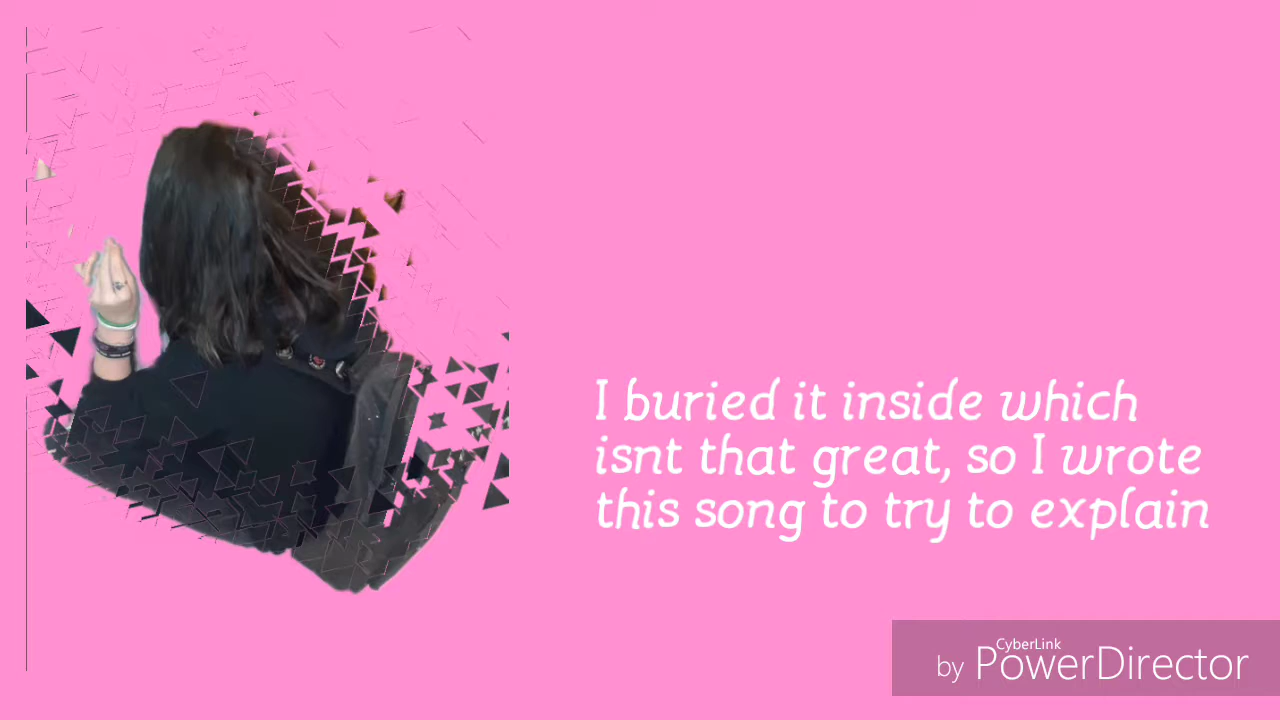 I buried it inside which
isnt that great, so I wrote
this song to try to explain
CyberLink
by PowerDirector